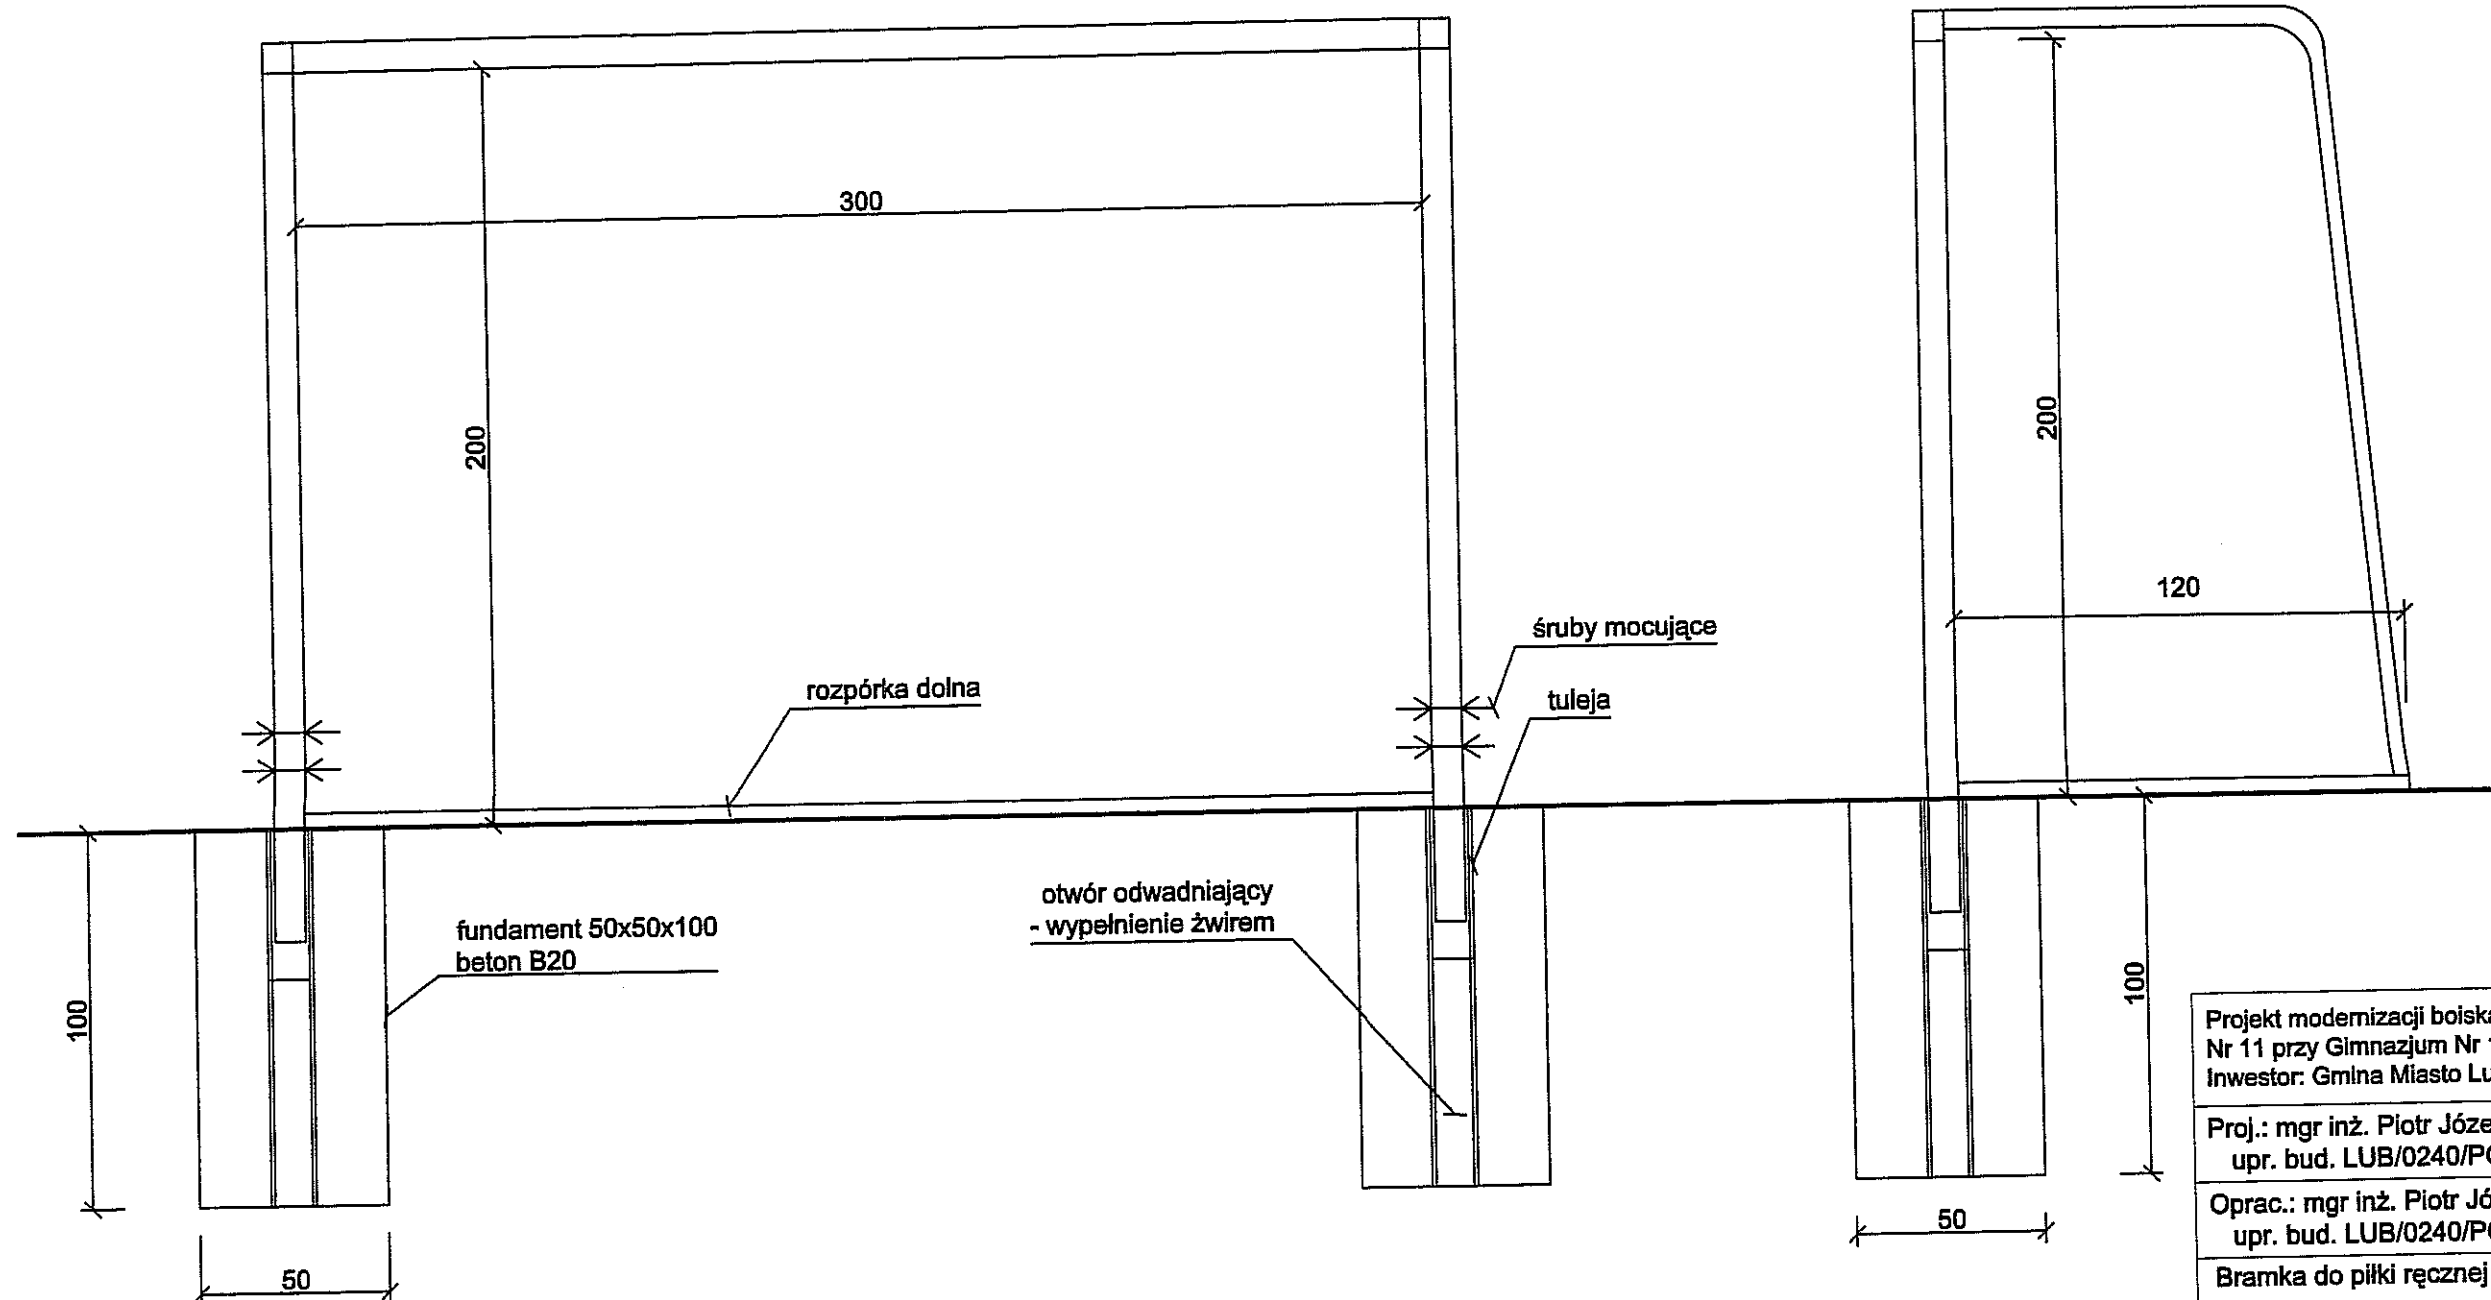 300
200
200
120
śruby mocujące
tuleja
rozpórka dolna
otwór odwadniający
- wypełnienie żwirem
fundament 50x50x100
beton B20
100
100
50
50
Projekt modernizacji boiska
Nr 11 przy Gimnazjum Nr
Inwestor: Gmina Miasto Lu
Proj.: mgr inż. Piotr Józe
upr. bud. LUB/0240/P
Oprac.: mgr inż. Piotr Jó
upr. bud. LUB/0240/P
Bramka do piłki ręcznej